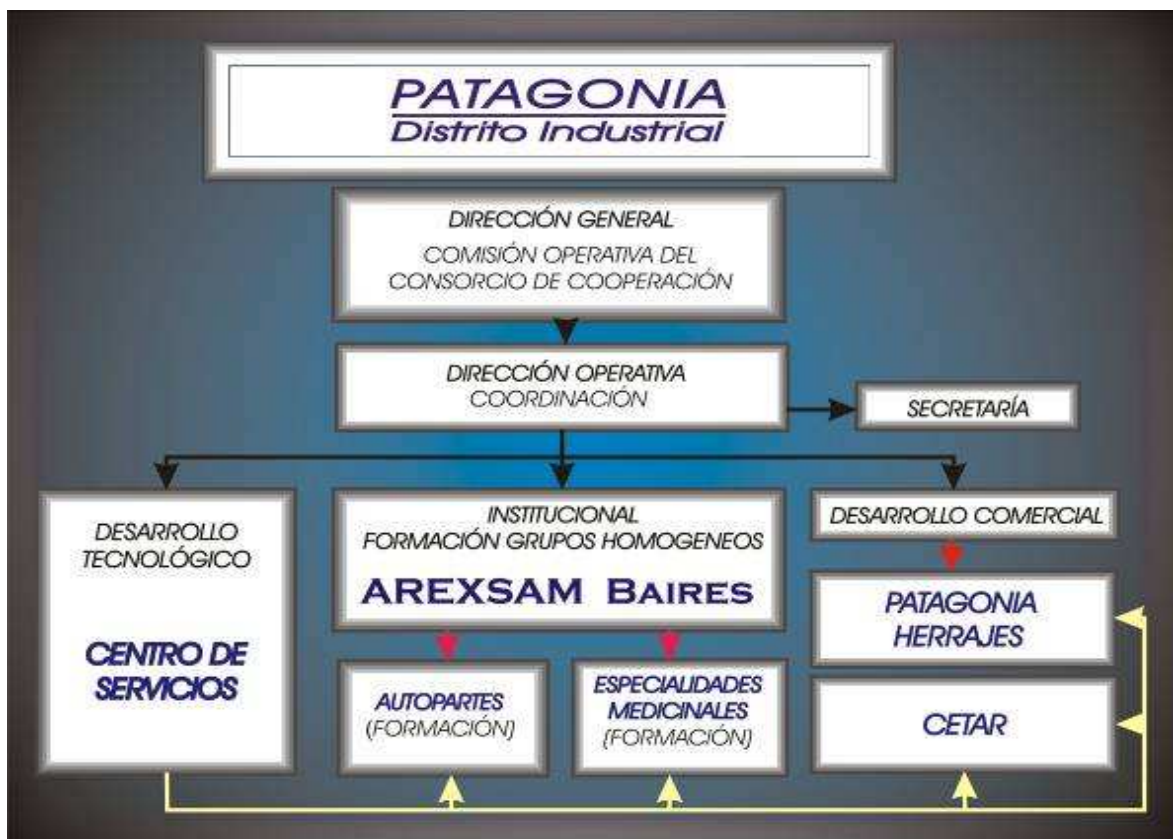 PATAGONIA
Distrito Industrial
DIRECCIÓN GENERAL
COMISIÓN OPERATIVA DEL
CONSORCIO DE COOPERACIÓN
DIRECCIÓN OPERATIVA
COORDINACIÓN
SECRETARÍA
DESARROLLO
TECNOLÓGICO
CENTRO DE
SERVICIOS
INSTITUCIONAL
FORMACIÓN GRUPOS HOMOGENEOS
AREXSAM BAIRES
AUTOPARTES
(FORMACIÓN)
ESPECIALIDADES
MEDICINALES
(FORMACIÓN)
DESARROLLO COMERCIAL
PATAGONIA
HERRAJES
CETAR